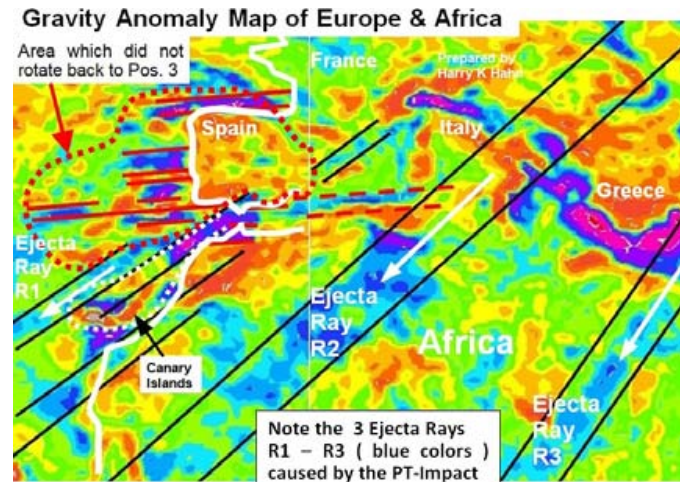 Gravity Anomaly Map of Europe & Africa
Area which did not
rotate back to Pos. 3
France
Prepared by
Harry K Hahn
Spain
Italy
Greece
Ejecta
Ray
R1
Ejecta
Ray
R2
Africa
Canary
Islands
Ejecta
Ray
R3
Note the 3 Ejecta Rays
R1 – R3 ( blue colors )
caused by the PT-Impact